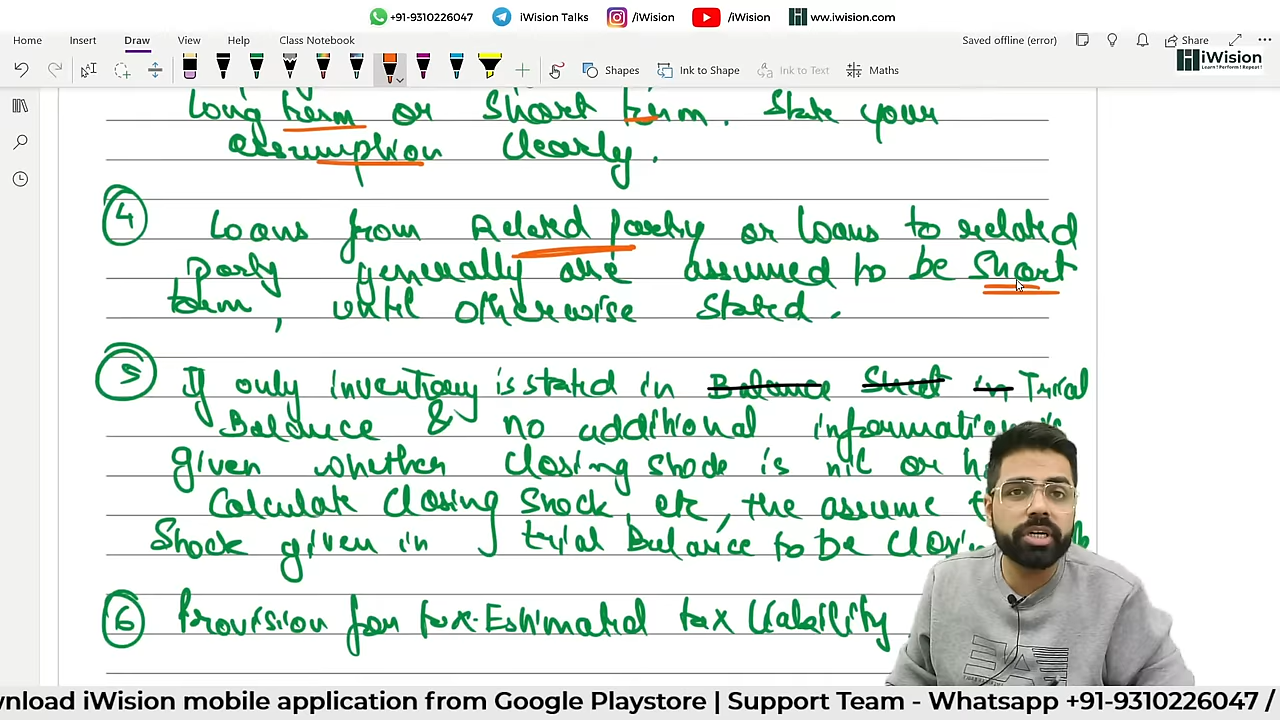 +91-9310226047 iWision Talks /iWision /iWision ww.iwision.com
Home Insert Draw View Help Class Notebook Saved offline (error) Share
Shapes Ink to Shape Ink to Text Maths
iWision
Learn ! Perform ! Repeat !
Long term or Short term. State your
assumption clearly.
4 Loans from Related party or loans to related
party generally are assumed to be short
term, until otherwise stated.
5 If only inventory is stated in Balance Sheet in Trial
Balance & no additional information is
given whether closing stock is nil or
Calculate Closing Stock etc, the assume
Stock given in trial Balance to be
6 Provision for tax-Estimated tax liability
wnload iWision mobile application from Google Playstore | Support Team - Whatsapp +91-9310226047 /